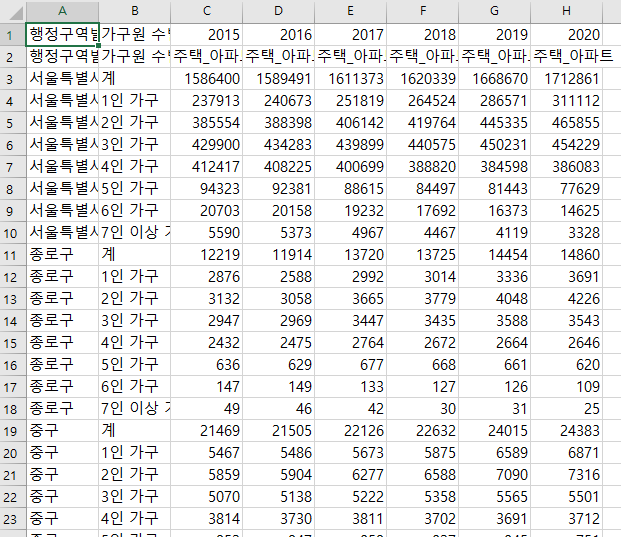 A B C D E F G H
1 행정구역별 가구원 수 2015 2016 2017 2018 2019 2020
2 행정구역별 가구원 수 주택_아파 주택_아파 주택_아파 주택_아파 주택_아파 주택_아파트
3 서울특별시 계 1586400 1589491 1611373 1620339 1668670 1712861
4 서울특별시 1인 가구 237913 240673 251819 264524 286571 311112
5 서울특별시 2인 가구 385554 388398 406142 419764 445335 465855
6 서울특별시 3인 가구 429900 434283 439899 440575 450231 454229
7 서울특별시 4인 가구 412417 408225 400699 388820 384598 386083
8 서울특별시 5인 가구 94323 92381 88615 84497 81443 77629
9 서울특별시 6인 가구 20703 20158 19232 17692 16373 14625
10 서울특별시 7인 이상 5590 5373 4967 4467 4119 3328
11 종로구 계 12219 11914 13720 13725 14454 14860
12 종로구 1인 가구 2876 2588 2992 3014 3336 3691
13 종로구 2인 가구 3132 3058 3665 3779 4048 4226
14 종로구 3인 가구 2947 2969 3447 3435 3588 3543
15 종로구 4인 가구 2432 2475 2764 2672 2664 2646
16 종로구 5인 가구 636 629 677 668 661 620
17 종로구 6인 가구 147 149 133 127 126 109
18 종로구 7인 이상 49 46 42 30 31 25
19 중구 계 21469 21505 22126 22632 24015 24383
20 중구 1인 가구 5467 5486 5673 5875 6589 6871
21 중구 2인 가구 5859 5904 6277 6588 7090 7316
22 중구 3인 가구 5070 5138 5222 5358 5565 5501
23 중구 4인 가구 3814 3730 3811 3702 3691 3712